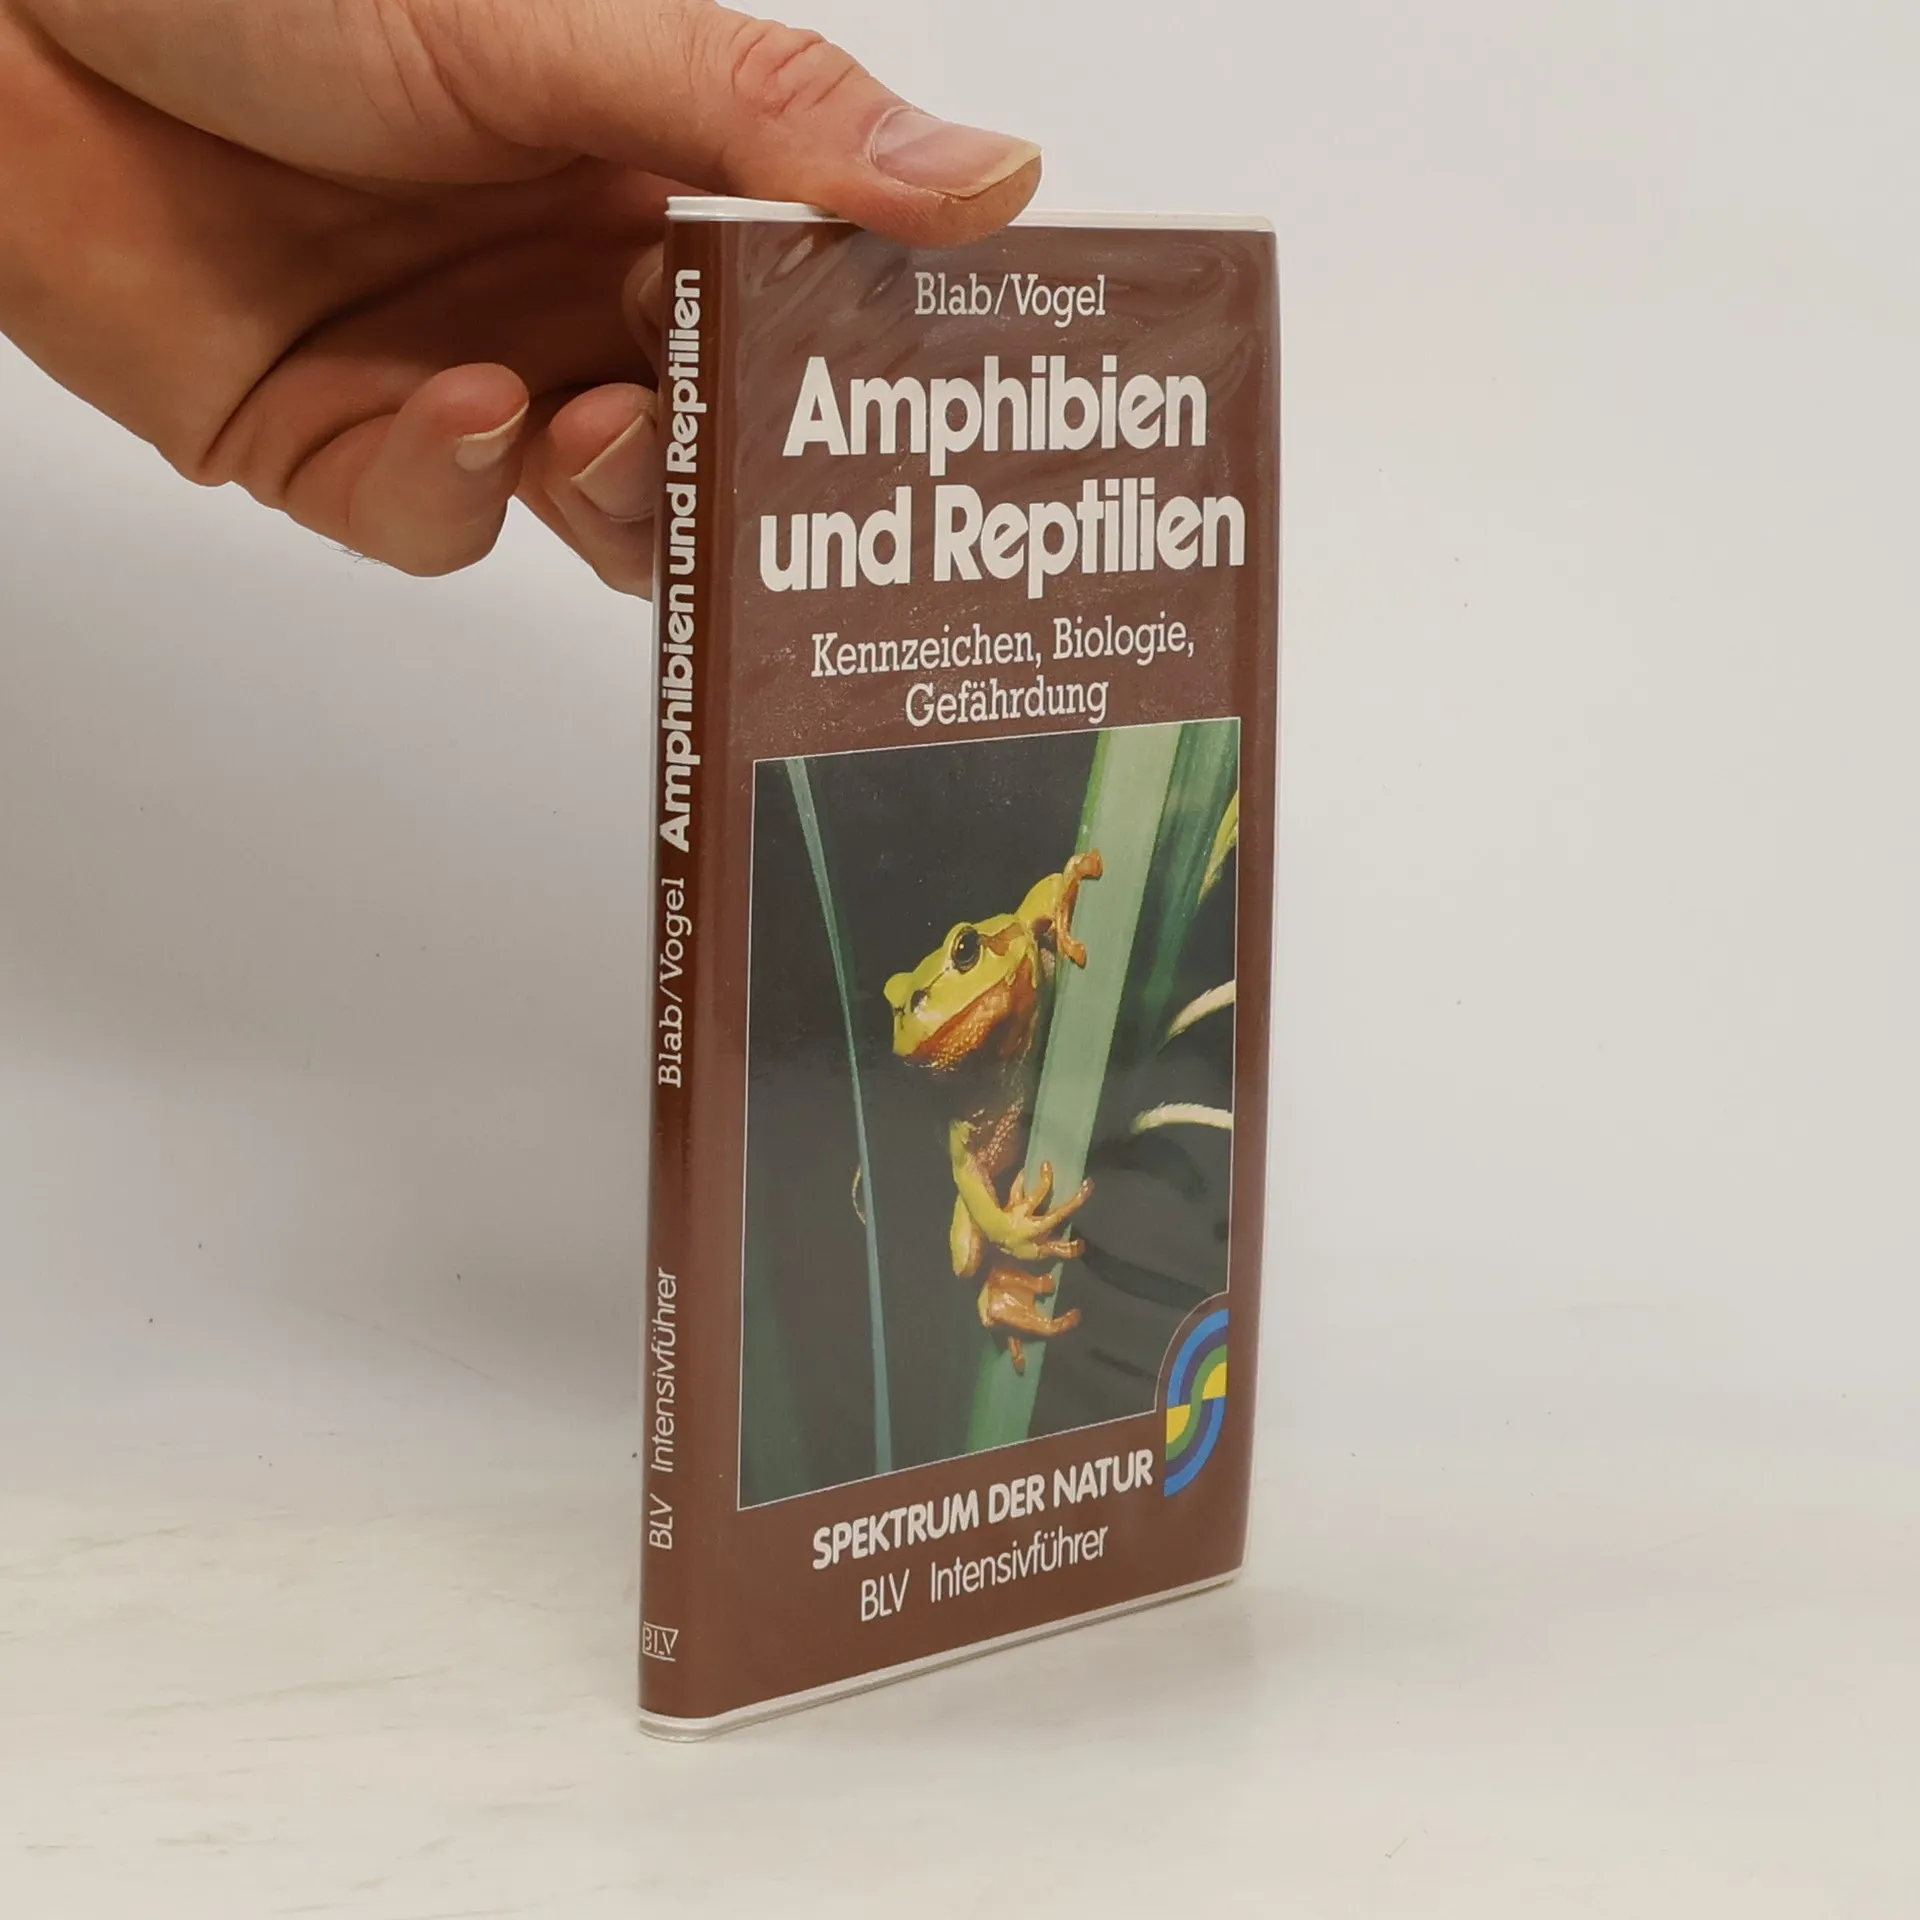 Blab/Vogel
Amphibien
und Reptilien
Kennzeichen, Biologie,
Gefährdung
SPEKTRUM DER NATUR
BLV Intensivführer
BLV Intensivführer Blab/Vogel Amphibien und Reptilien
BLV